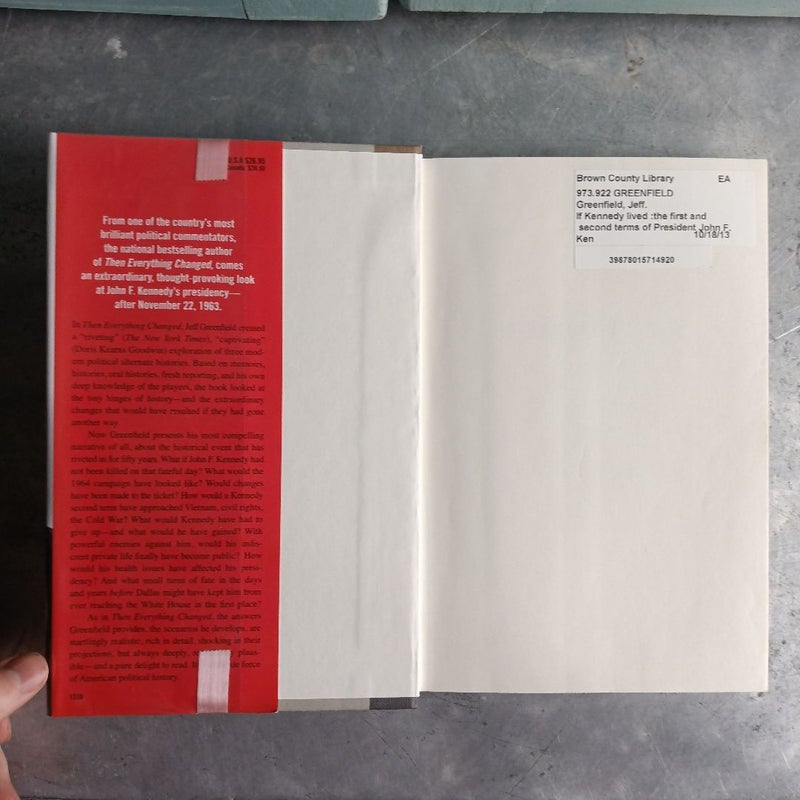 U.S.A $26.95
Canada $28.50
From one of the country's most
brilliant political commentators,
the national bestselling author
of Then Everything Changed, comes
an extraordinary, thought-provoking look
at John F. Kennedy's presidency—
after November 22, 1963.
In Then Everything Changed, Jeff Greenfield created
a "riveting" (The New York Times), "captivating"
(Doris Kearns Goodwin) exploration of three mod-
ern political alternate histories. Based on memoirs,
histories, oral histories, fresh reporting, and his own
deep knowledge of the players, the book looked at
the tiny hinges of history—and the extraordinary
changes that would have resulted if they had gone
another way.
Now Greenfield presents his most compelling
narrative of all, about the historical event that has
riveted us for fifty years. What if John F. Kennedy had
not been killed on that fateful day? What would the
1964 campaign have looked like? Would changes
have been made to the ticket? How would a Kennedy
second term have approached Vietnam, civil rights,
the Cold War? What would Kennedy have had to
give up—and what would he have gained? With
powerful enemies against him, would his indis-
creet private life finally have become public? How
would his health issues have affected his presi-
dency? And what small turns of fate in the days
and years before Dallas might have kept him from
ever reaching the White House in the first place?
As in Then Everything Changed, the answers
Greenfield provides, the scenarios he develops, are
startlingly realistic, rich in detail, shocking in their
projections, but always deeply, plaus-
ible—and a pure delight to read. force
of American political history.
1310
Brown County Library EA
973.922 GREENFIELD
Greenfield, Jeff.
If Kennedy lived :the first and
second terms of President John F.
Ken 10/18/13
39878015714920